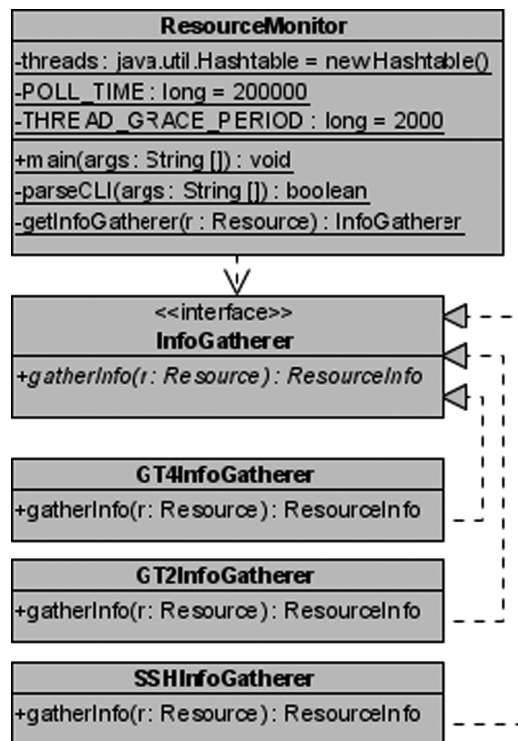 ResourceMonitor
-threads : java.util.Hashtable = newHashtable()
-POLL_TIME : long = 200000
-THREAD_GRACE_PERIOD : long = 2000
+main(args : String []) : void
-parseCLI(args : String []) : boolean
-getInfoGatherer(r : Resource) : InfoGatherer
<<interface>>
InfoGatherer
+gatherInfo(r : Resource) : ResourceInfo
GT4InfoGatherer
+gatherInfo(r : Resource) : ResourceInfo
GT2InfoGatherer
+gatherInfo(r : Resource) : ResourceInfo
SSHInfoGatherer
+gatherInfo(r : Resource) : ResourceInfo